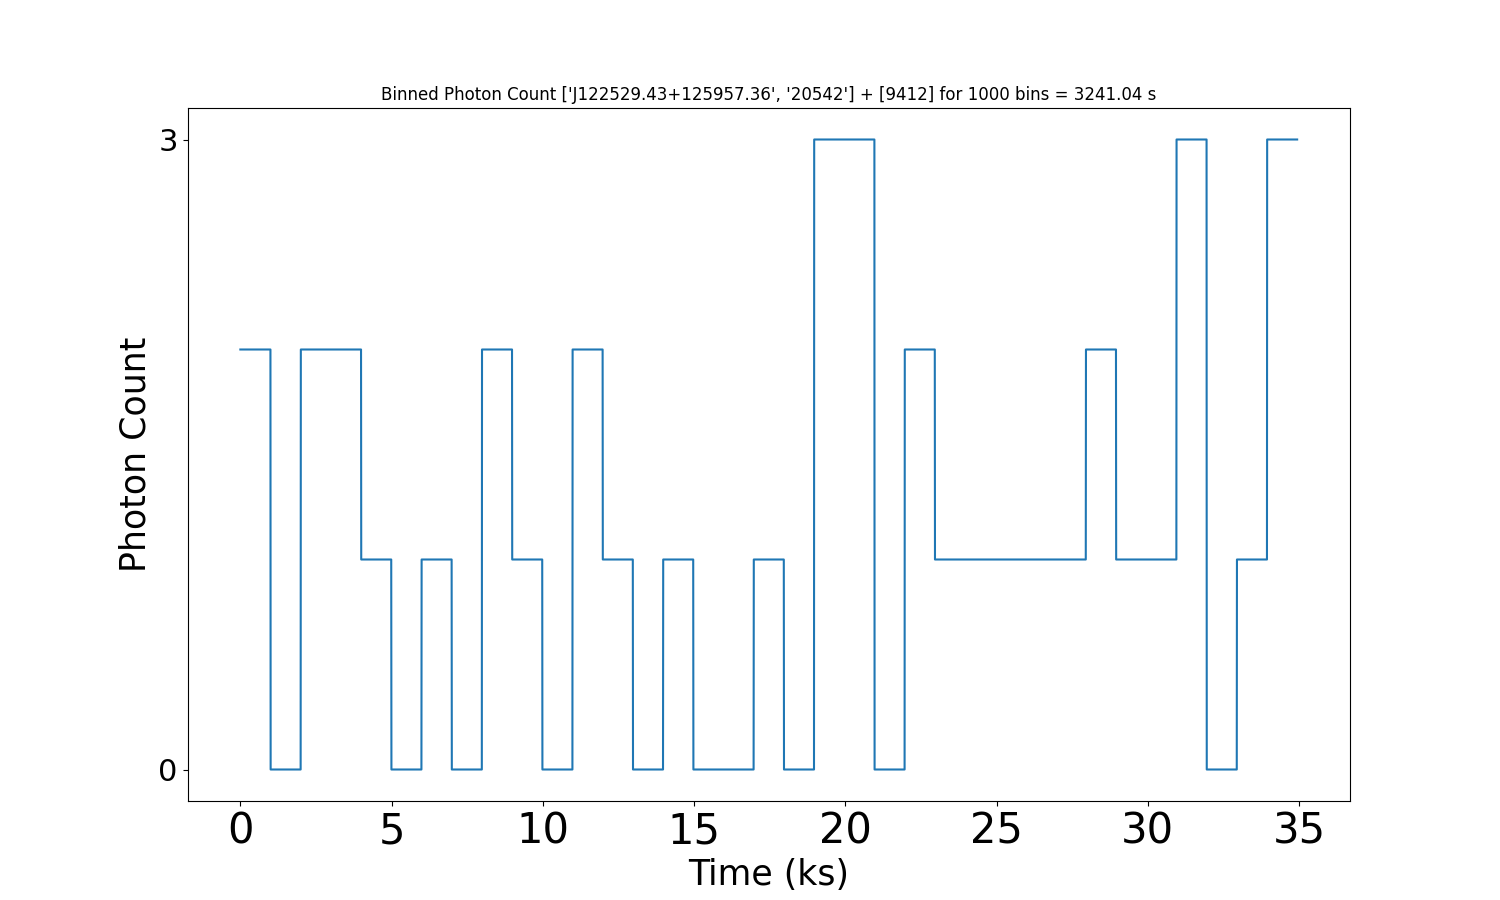 Binned Photon Count ['J122529.43+125957.36', '20542'] + [9412] for 1000 bins = 3241.04 s
3
Photon Count
0
0 5 10 15 20 25 30 35
Time (ks)